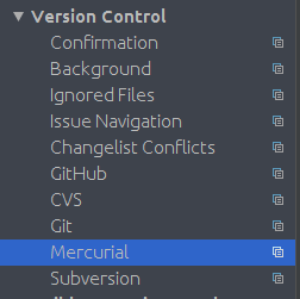 Version Control
Confirmation
Background
Ignored Files
Issue Navigation
Changelist Conflicts
GitHub
CVS
Git
Mercurial
Subversion